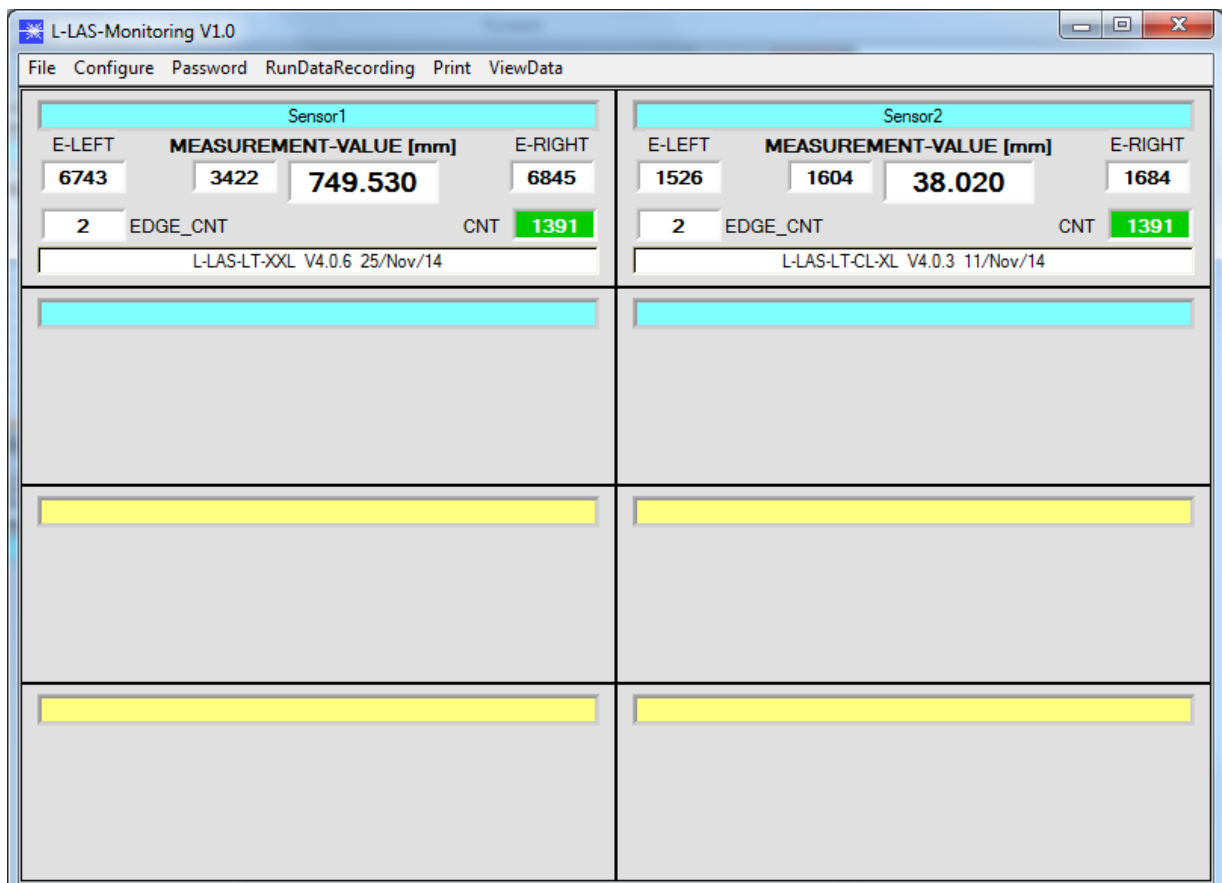 L-LAS-Monitoring V1.0
File Configure Password RunDataRecording Print ViewData
Sensor1
E-LEFT MEASUREMENT-VALUE [mm] E-RIGHT
6743 3422 749.530 6845
2 EDGE_CNT CNT 1391
L-LAS-LT-XXL V4.0.6 25/Nov/14
Sensor2
E-LEFT MEASUREMENT-VALUE [mm] E-RIGHT
1526 1604 38.020 1684
2 EDGE_CNT CNT 1391
L-LAS-LT-CL-XL V4.0.3 11/Nov/14